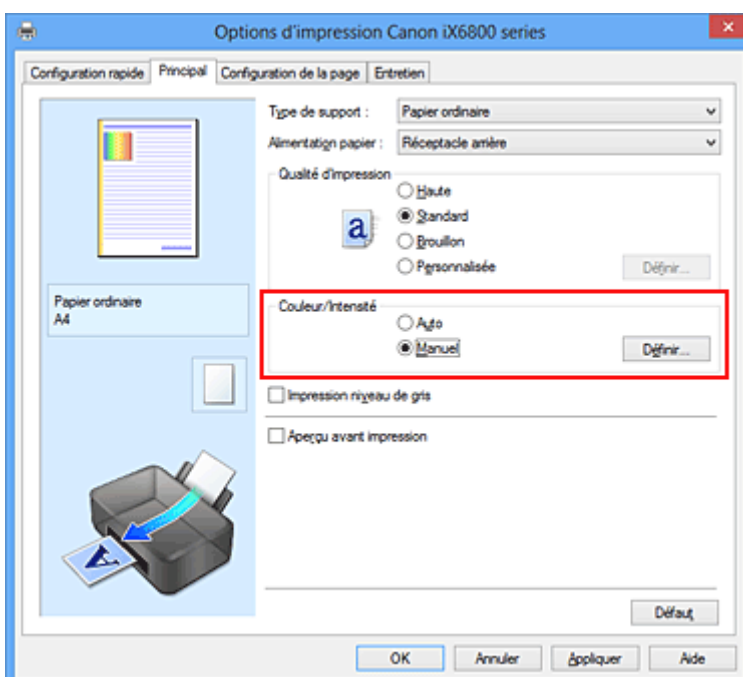 Options d'impression Canon iX6800 series
Configuration rapide Principal Configuration de la page Entretien
Type de support : Papier ordinaire
Alimentation papier : Réceptacle arrière
Qualité d'impression
Haute
a Standard
Brouillon
Personnalisée Définir...
Papier ordinaire
A4
Couleur/Intensité
Auto
Manuel Définir...
Impression niveau de gris
Aperçu avant impression
A
Défaut
OK Annuler Appliquer Aide